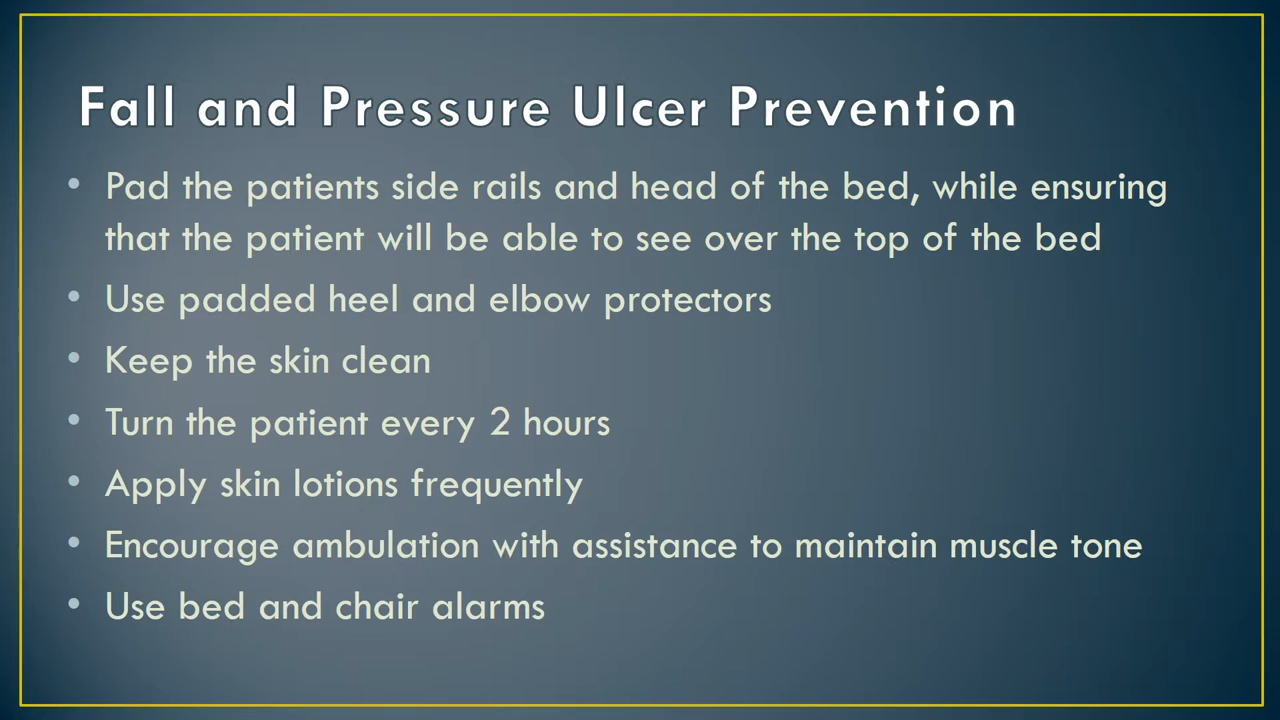 Fall and Pressure Ulcer Prevention
• Pad the patients side rails and head of the bed, while ensuring
that the patient will be able to see over the top of the bed
• Use padded heel and elbow protectors
• Keep the skin clean
• Turn the patient every 2 hours
• Apply skin lotions frequently
• Encourage ambulation with assistance to maintain muscle tone
• Use bed and chair alarms